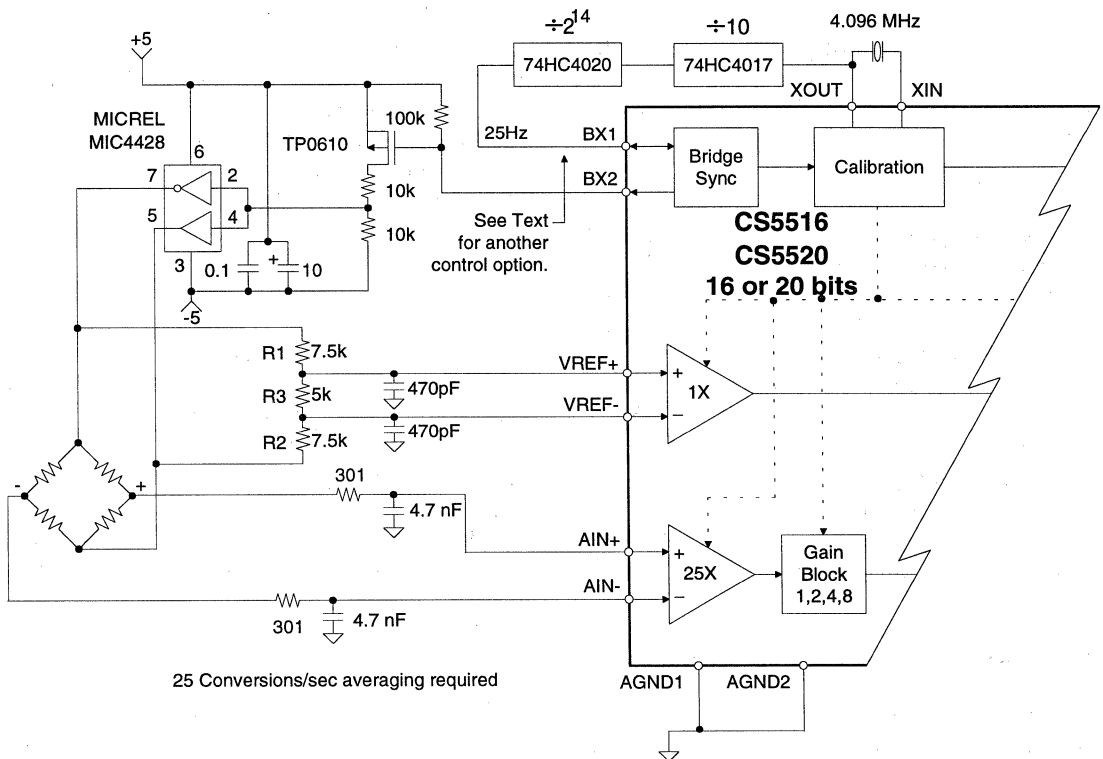 ÷2^14
÷10
4.096 MHz
+5
74HC4020
74HC4017
XOUT
XIN
MICREL
MIC4428
100k
TP0610
25Hz
BX1
BX2
Bridge
Sync
Calibration
6
7
2
5
4
3
10k
10k
See Text
for another
control option.
CS5516
CS5520
16 or 20 bits
0.1
+
10
-5
R1
7.5k
R3
5k
R2
7.5k
470pF
470pF
VREF+
VREF-
+
1X
−
-
+
301
4.7 nF
AIN+
AIN-
+
25X
−
Gain
Block
1,2,4,8
301
4.7 nF
25 Conversions/sec averaging required
AGND1
AGND2